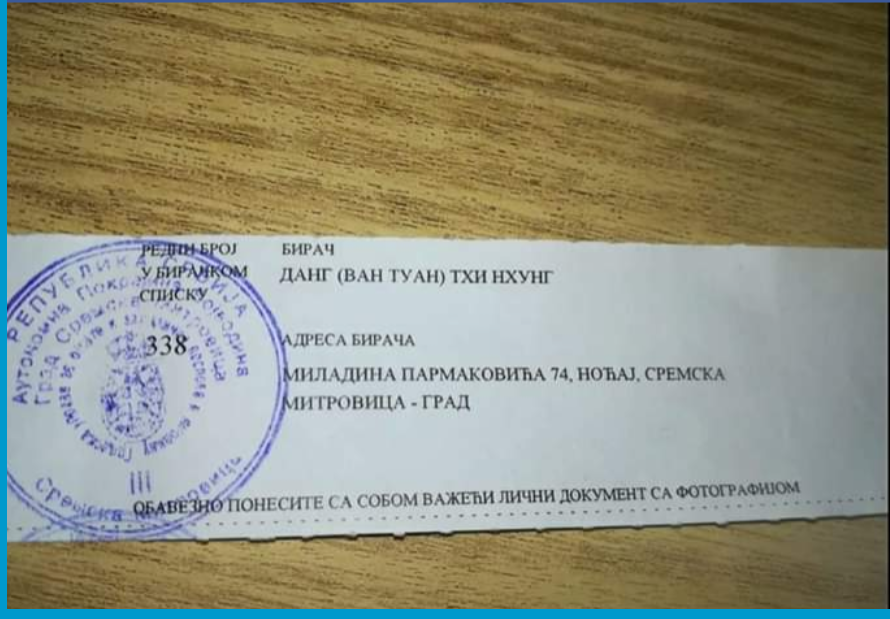 РЕДНИ БРОЈ
У БИРАЧКОМ
СПИСКУ
338
БИРАЧ
ДАНГ (ВАН ТУАН) ТХИ НХУНГ
АДРЕСА БИРАЧА
МИЛАДИНА ПАРМАКОВИЋА 74, НОЋАЈ, СРЕМСКА
МИТРОВИЦА - ГРАД
ОБАВЕЗНО ПОНЕСИТЕ СА СОБОМ ВАЖЕЋИ ЛИЧНИ ДОКУМЕНТ СА ФОТОГРАФИЈОМ
РЕПУБЛИКА СРБИЈА
Аутономна Покрајина Војводина
Град Сремска Митровица
III
Сремска Митровица